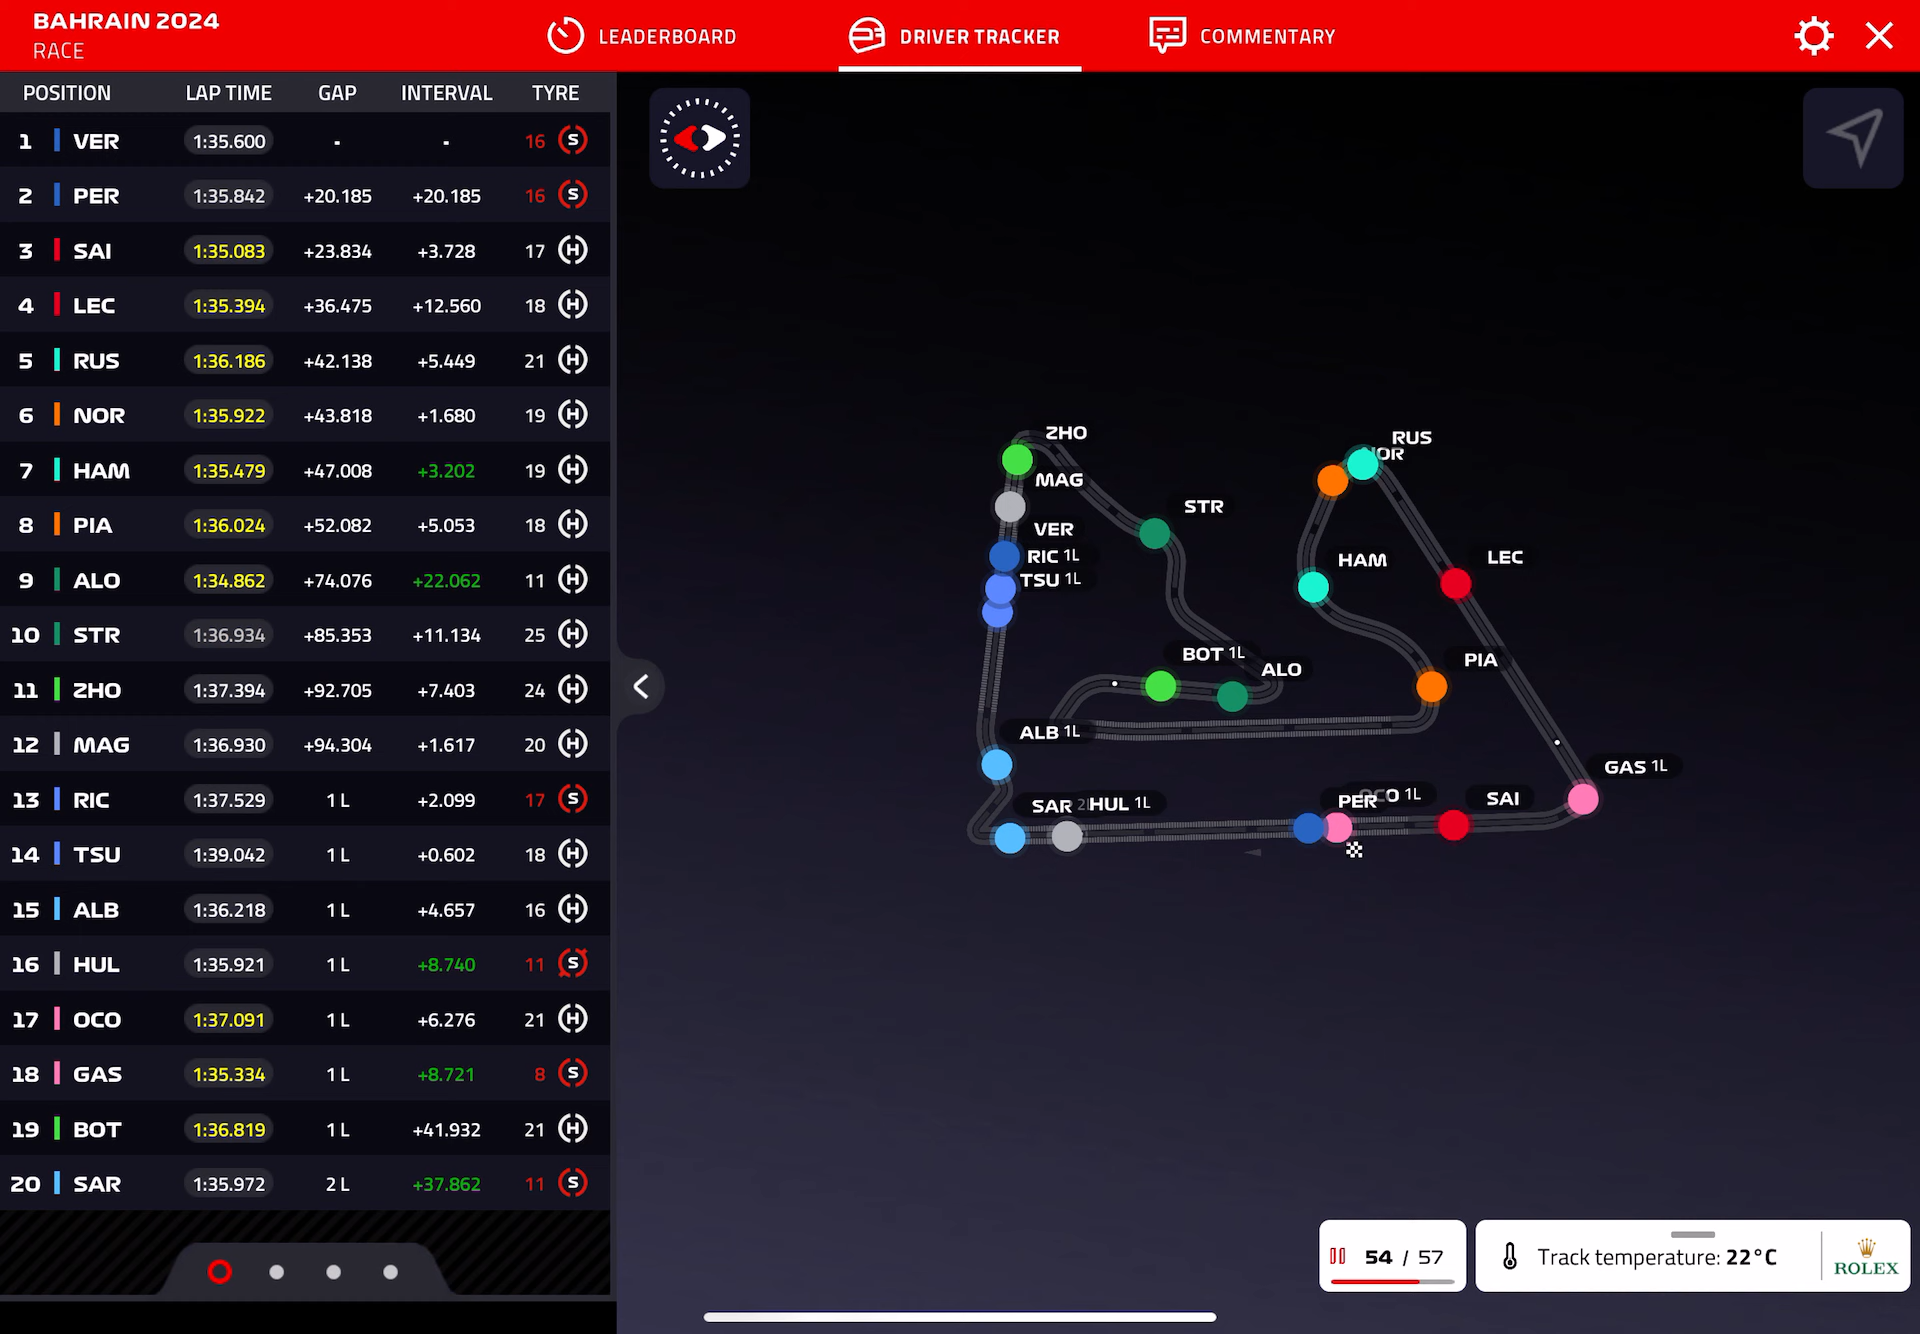 BAHRAIN 2024
RACE
LEADERBOARD
DRIVER TRACKER
COMMENTARY
POSITION LAP TIME GAP INTERVAL TYRE
1 VER 1:35.600 - - 16 S
2 PER 1:35.842 +20.185 +20.185 16 S
3 SAI 1:35.083 +23.834 +3.728 17 H
4 LEC 1:35.394 +36.475 +12.560 18 H
5 RUS 1:36.186 +42.138 +5.449 21 H
6 NOR 1:35.922 +43.818 +1.680 19 H
7 HAM 1:35.479 +47.008 +3.202 19 H
8 PIA 1:36.024 +52.082 +5.053 18 H
9 ALO 1:34.862 +74.076 +22.062 11 H
10 STR 1:36.934 +85.353 +11.134 25 H
11 ZHO 1:37.394 +92.705 +7.403 24 H
12 MAG 1:36.930 +94.304 +1.617 20 H
13 RIC 1:37.529 1 L +2.099 17 S
14 TSU 1:39.042 1 L +0.602 18 H
15 ALB 1:36.218 1 L +4.657 16 H
16 HUL 1:35.921 1 L +8.740 11 S
17 OCO 1:37.091 1 L +6.276 21 H
18 GAS 1:35.334 1 L +8.721 8 S
19 BOT 1:36.819 1 L +41.932 21 H
20 SAR 1:35.972 2 L +37.862 11 S
ZHO
RUS
NOR
MAG
STR
VER
RIC 1L
LEC
HAM
TSU 1L
BOT 1L
PIA
ALO
ALB 1L
GAS 1L
SAR 2
HUL 1L
PER
OCO 1L
SAI
54 / 57
Track temperature: 22°C
ROLEX